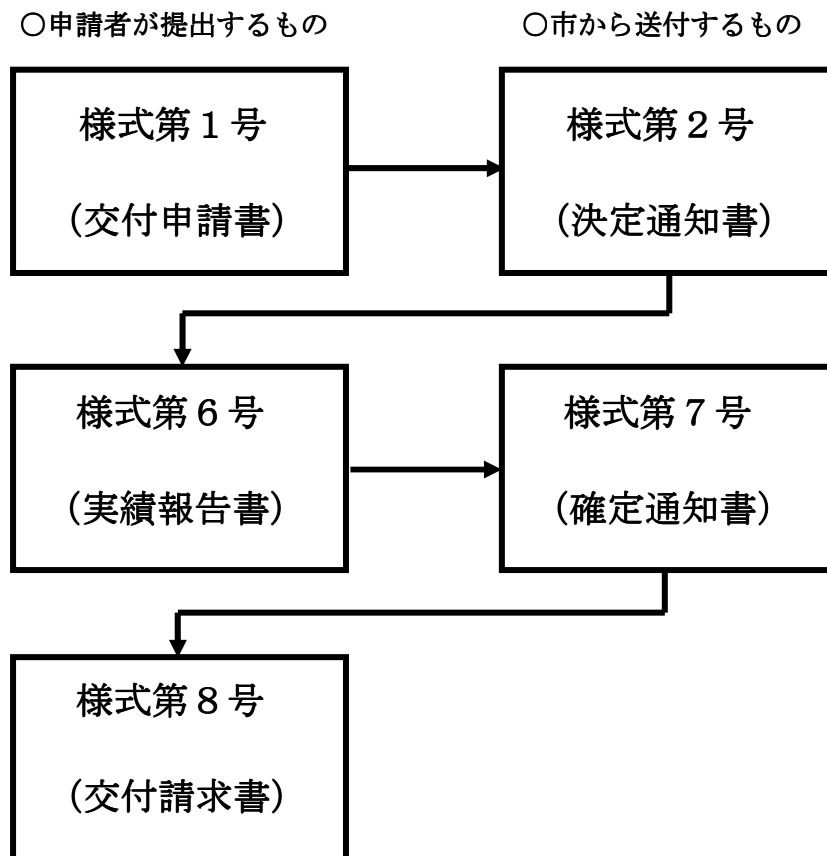 ○申請者が提出するもの
○市から送付するもの
様式第１号
（交付申請書）
様式第２号
（決定通知書）
様式第６号
（実績報告書）
様式第７号
（確定通知書）
様式第８号
（交付請求書）